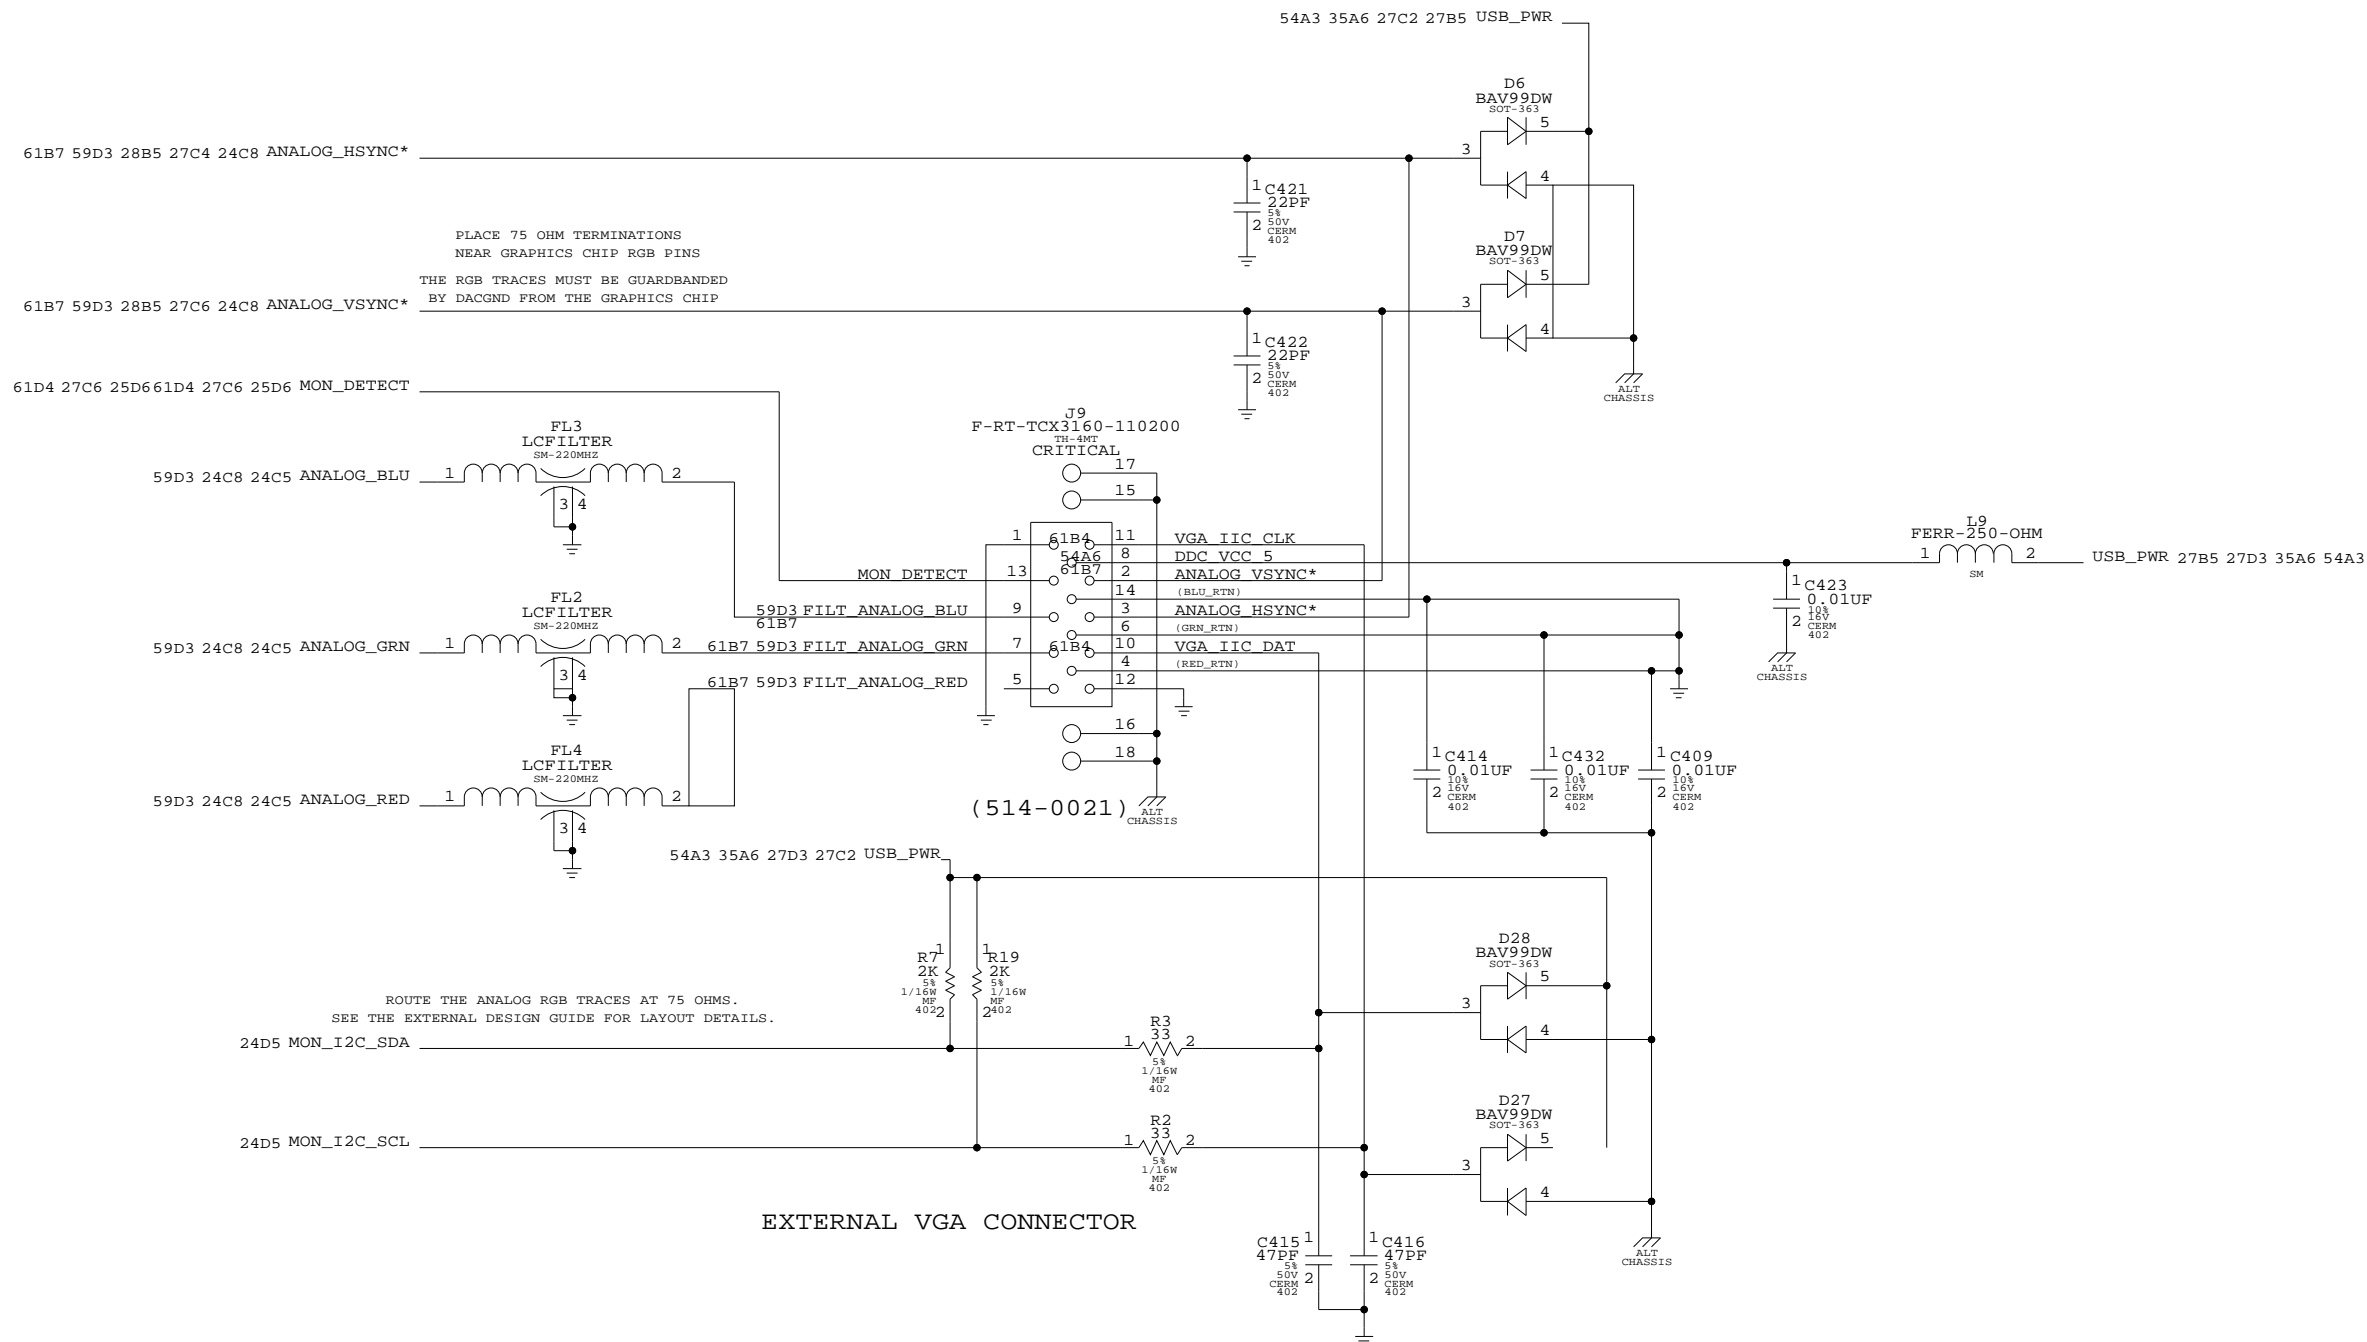 54A3 35A6 27C2 27B5 USB_PWR
D6
BAV99DW
SOT-363
5
3
4
61B7 59D3 28B5 27C4 24C8 ANALOG_HSYNC*
1 C421
22PF
5%
50V
2 CERM
402
PLACE 75 OHM TERMINATIONS
NEAR GRAPHICS CHIP RGB PINS
THE RGB TRACES MUST BE GUARDBANDED
BY DACGND FROM THE GRAPHICS CHIP
D7
BAV99DW
SOT-363
5
3
4
ALT
CHASSIS
61B7 59D3 28B5 27C6 24C8 ANALOG_VSYNC*
1 C422
22PF
5%
50V
2 CERM
402
61D4 27C6 25D6 61D4 27C6 25D6 MON_DETECT
FL3
LCFILTER
SM-220MHZ
59D3 24C8 24C5 ANALOG_BLU 1 2
3 4
J9
F-RT-TCX3160-110200
TH-4MT
CRITICAL
17
15
1 61B4 11 VGA_IIC_CLK
54A6 8 DDC_VCC_5
MON_DETECT 13 61B7 2 ANALOG_VSYNC*
14 (BLU_RTN)
59D3 FILT_ANALOG_BLU 9 3 ANALOG_HSYNC*
61B7
6 (GRN_RTN)
61B7 59D3 FILT_ANALOG_GRN 7 61B4 10 VGA_IIC_DAT
4 (RED_RTN)
61B7 59D3 FILT_ANALOG_RED 5 12
16
18
(514-0021)
ALT
CHASSIS
L9
FERR-250-OHM
1 2
SM
USB_PWR 27B5 27D3 35A6 54A3
1 C423
0.01UF
10%
16V
2 CERM
402
ALT
CHASSIS
FL2
LCFILTER
SM-220MHZ
59D3 24C8 24C5 ANALOG_GRN 1 2
3 4
FL4
LCFILTER
SM-220MHZ
59D3 24C8 24C5 ANALOG_RED 1 2
3 4
1 C414
0.01UF
10%
16V
2 CERM
402
1 C432
0.01UF
10%
16V
2 CERM
402
1 C409
0.01UF
10%
16V
2 CERM
402
54A3 35A6 27D3 27C2 USB_PWR
1
R7
2K
5%
1/16W
MF
402 2
1
R19
2K
5%
1/16W
MF
2 402
ROUTE THE ANALOG RGB TRACES AT 75 OHMS.
SEE THE EXTERNAL DESIGN GUIDE FOR LAYOUT DETAILS.
24D5 MON_I2C_SDA
R3
33
1 2
5%
1/16W
MF
402
D28
BAV99DW
SOT-363
5
3
4
24D5 MON_I2C_SCL
R2
33
1 2
5%
1/16W
MF
402
D27
BAV99DW
SOT-363
5
3
4
ALT
CHASSIS
EXTERNAL VGA CONNECTOR
C415 1
47PF
5%
50V
CERM 2
402
1 C416
47PF
5%
50V
2 CERM
402